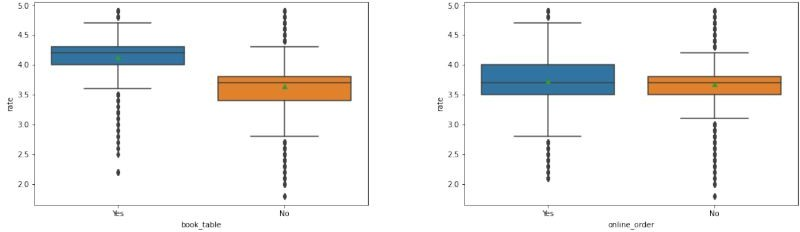 5.0
4.5
4.0
3.5
3.0
2.5
2.0
rate
Yes
No
book_table
5.0
4.5
4.0
3.5
3.0
2.5
2.0
rate
Yes
No
online_order